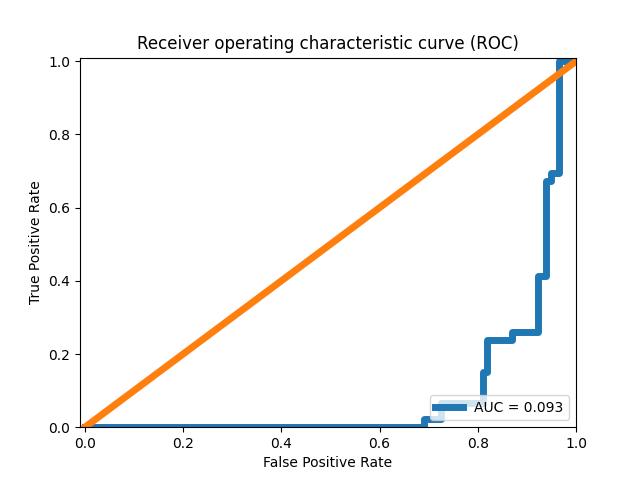 Receiver operating characteristic curve (ROC)
1.0
0.8
0.6
0.4
0.2
0.0
True Positive Rate
AUC = 0.093
0.0 0.2 0.4 0.6 0.8 1.0
False Positive Rate